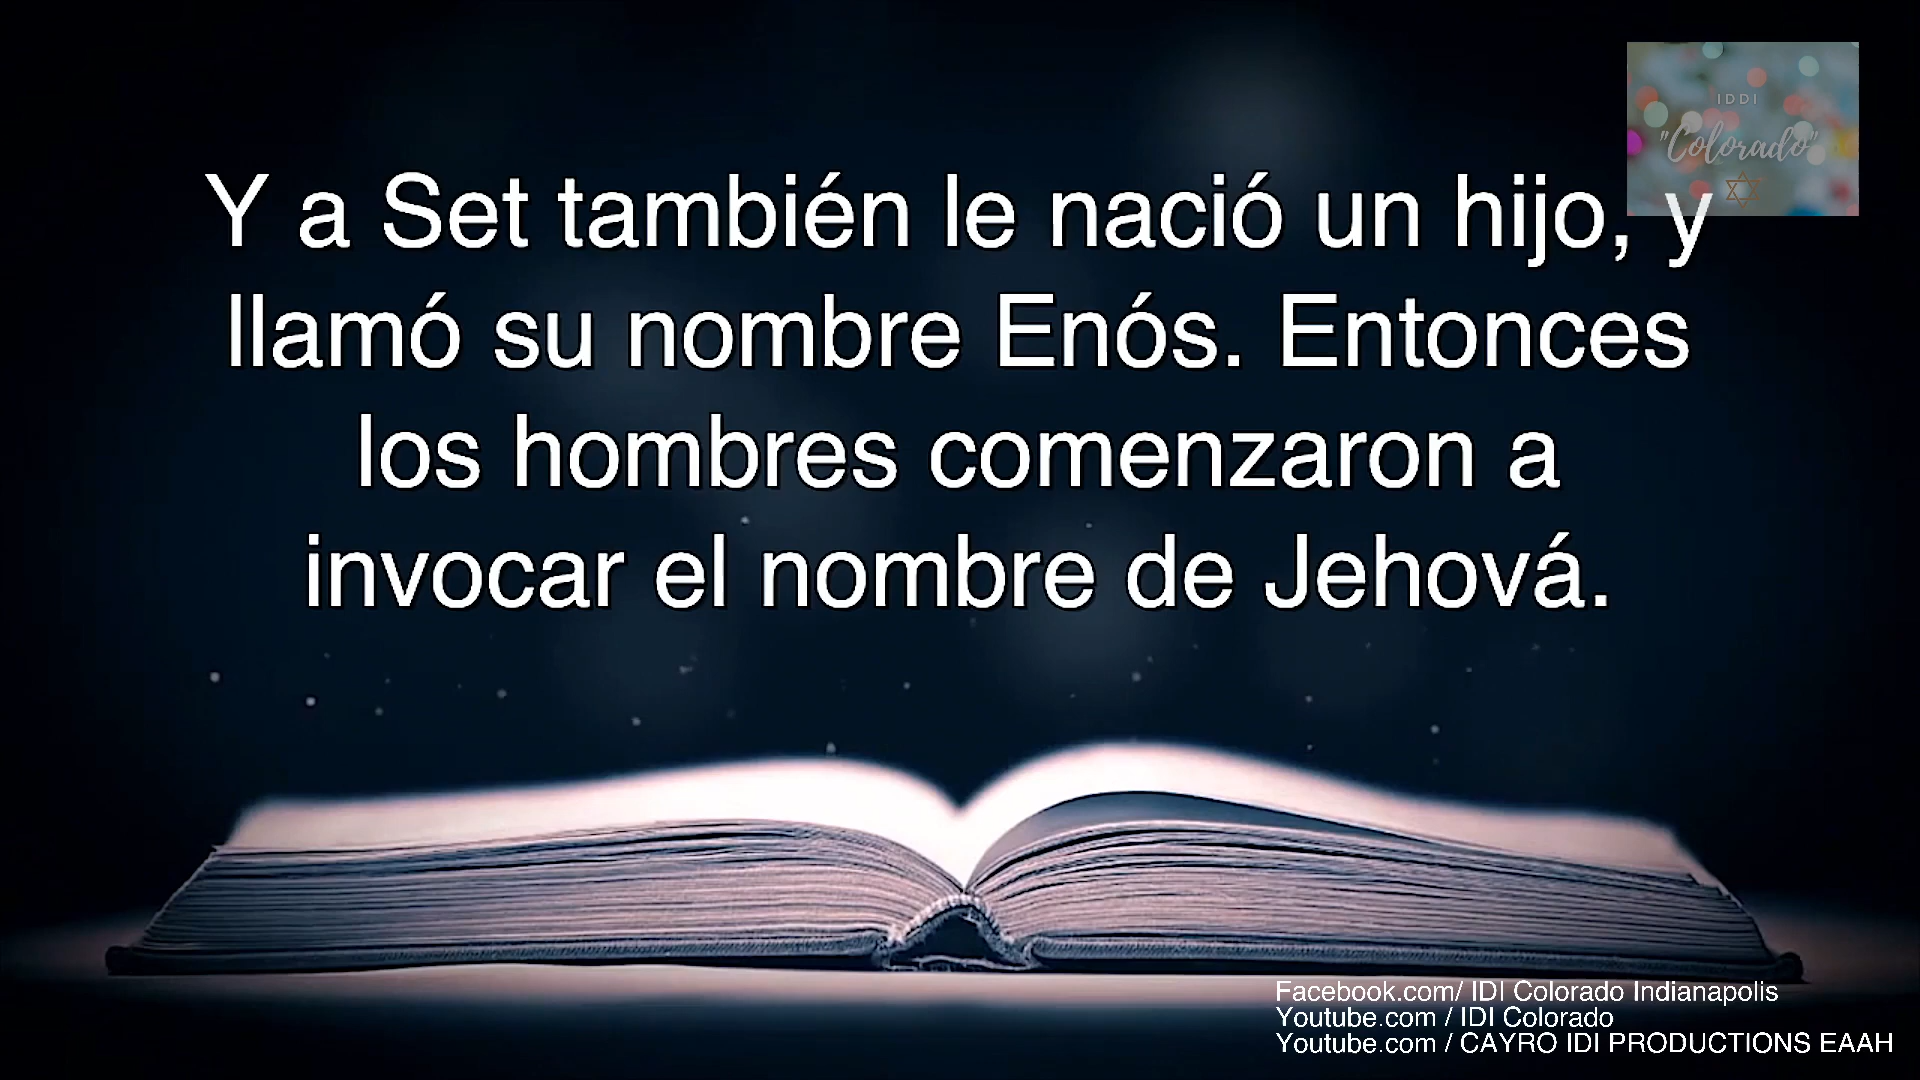 IDDI
"Colorado"
Y a Set también le nació un hijo, y
llamó su nombre Enós. Entonces
los hombres comenzaron a
invocar el nombre de Jehová.
Facebook.com/ IDI Colorado Indianapolis
Youtube.com / IDI Colorado
Youtube.com / CAYRO IDI PRODUCTIONS EAAH